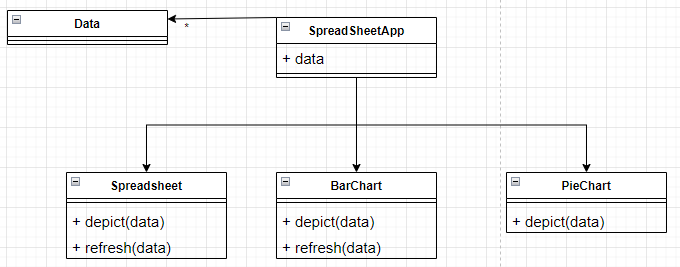 Data
*
SpreadSheetApp
+ data
Spreadsheet
+ depict(data)
+ refresh(data)
BarChart
+ depict(data)
+ refresh(data)
PieChart
+ depict(data)